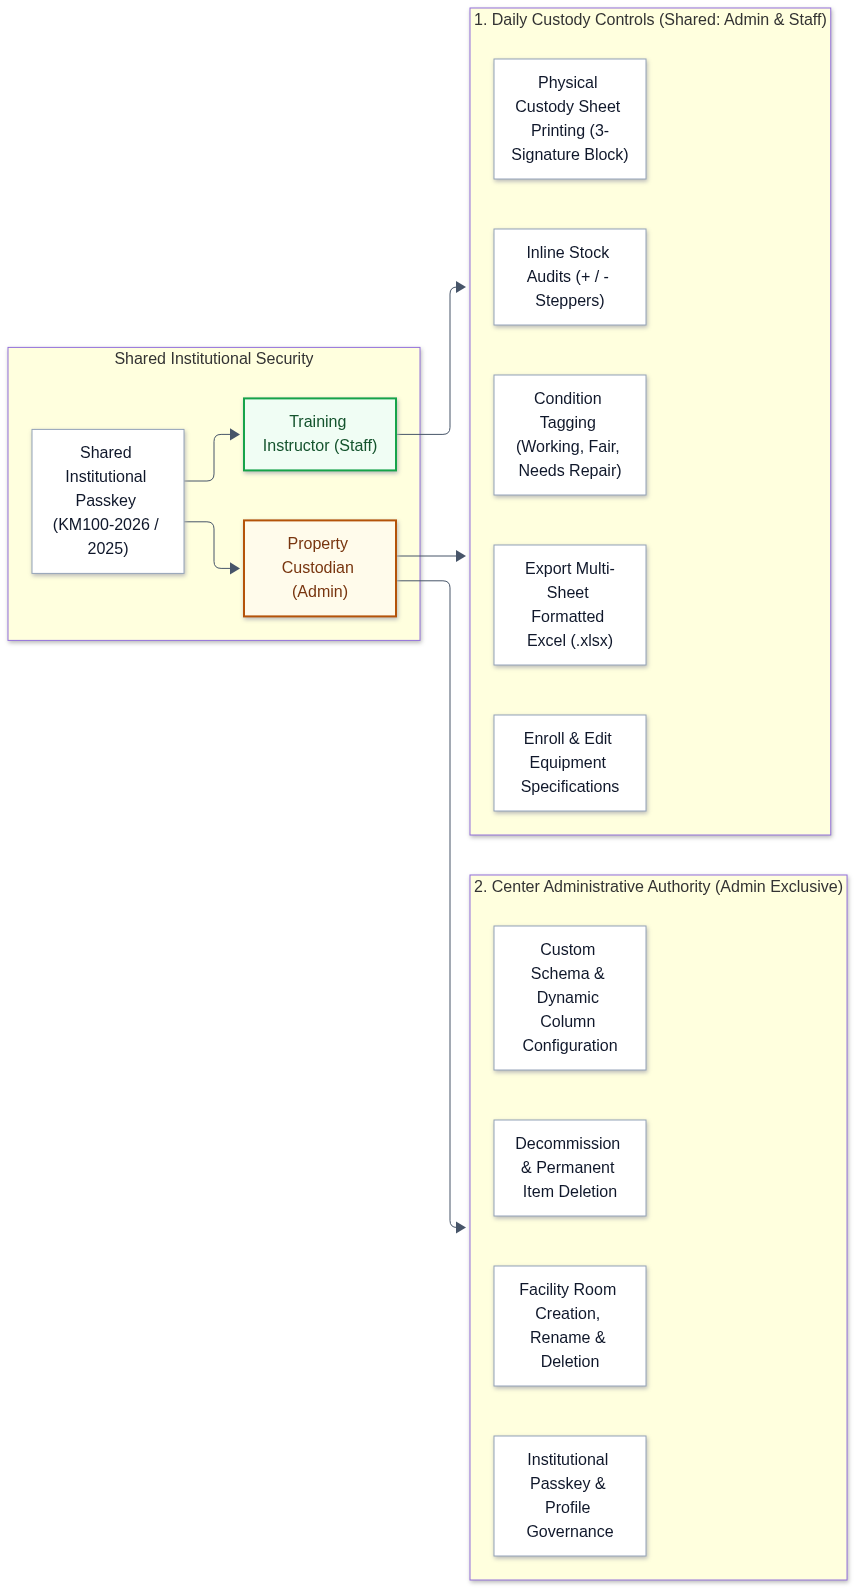 Shared Institutional Security
Shared
Institutional
Passkey
(KM100-2026 /
2025)
Training
Instructor (Staff)
Property
Custodian
(Admin)
1. Daily Custody Controls (Shared: Admin & Staff)
Physical
Custody Sheet
Printing (3-
Signature Block)
Inline Stock
Audits (+ / -
Steppers)
Condition
Tagging
(Working, Fair,
Needs Repair)
Export Multi-
Sheet
Formatted
Excel (.xlsx)
Enroll & Edit
Equipment
Specifications
2. Center Administrative Authority (Admin Exclusive)
Custom
Schema &
Dynamic
Column
Configuration
Decommission
& Permanent
Item Deletion
Facility Room
Creation,
Rename &
Deletion
Institutional
Passkey &
Profile
Governance